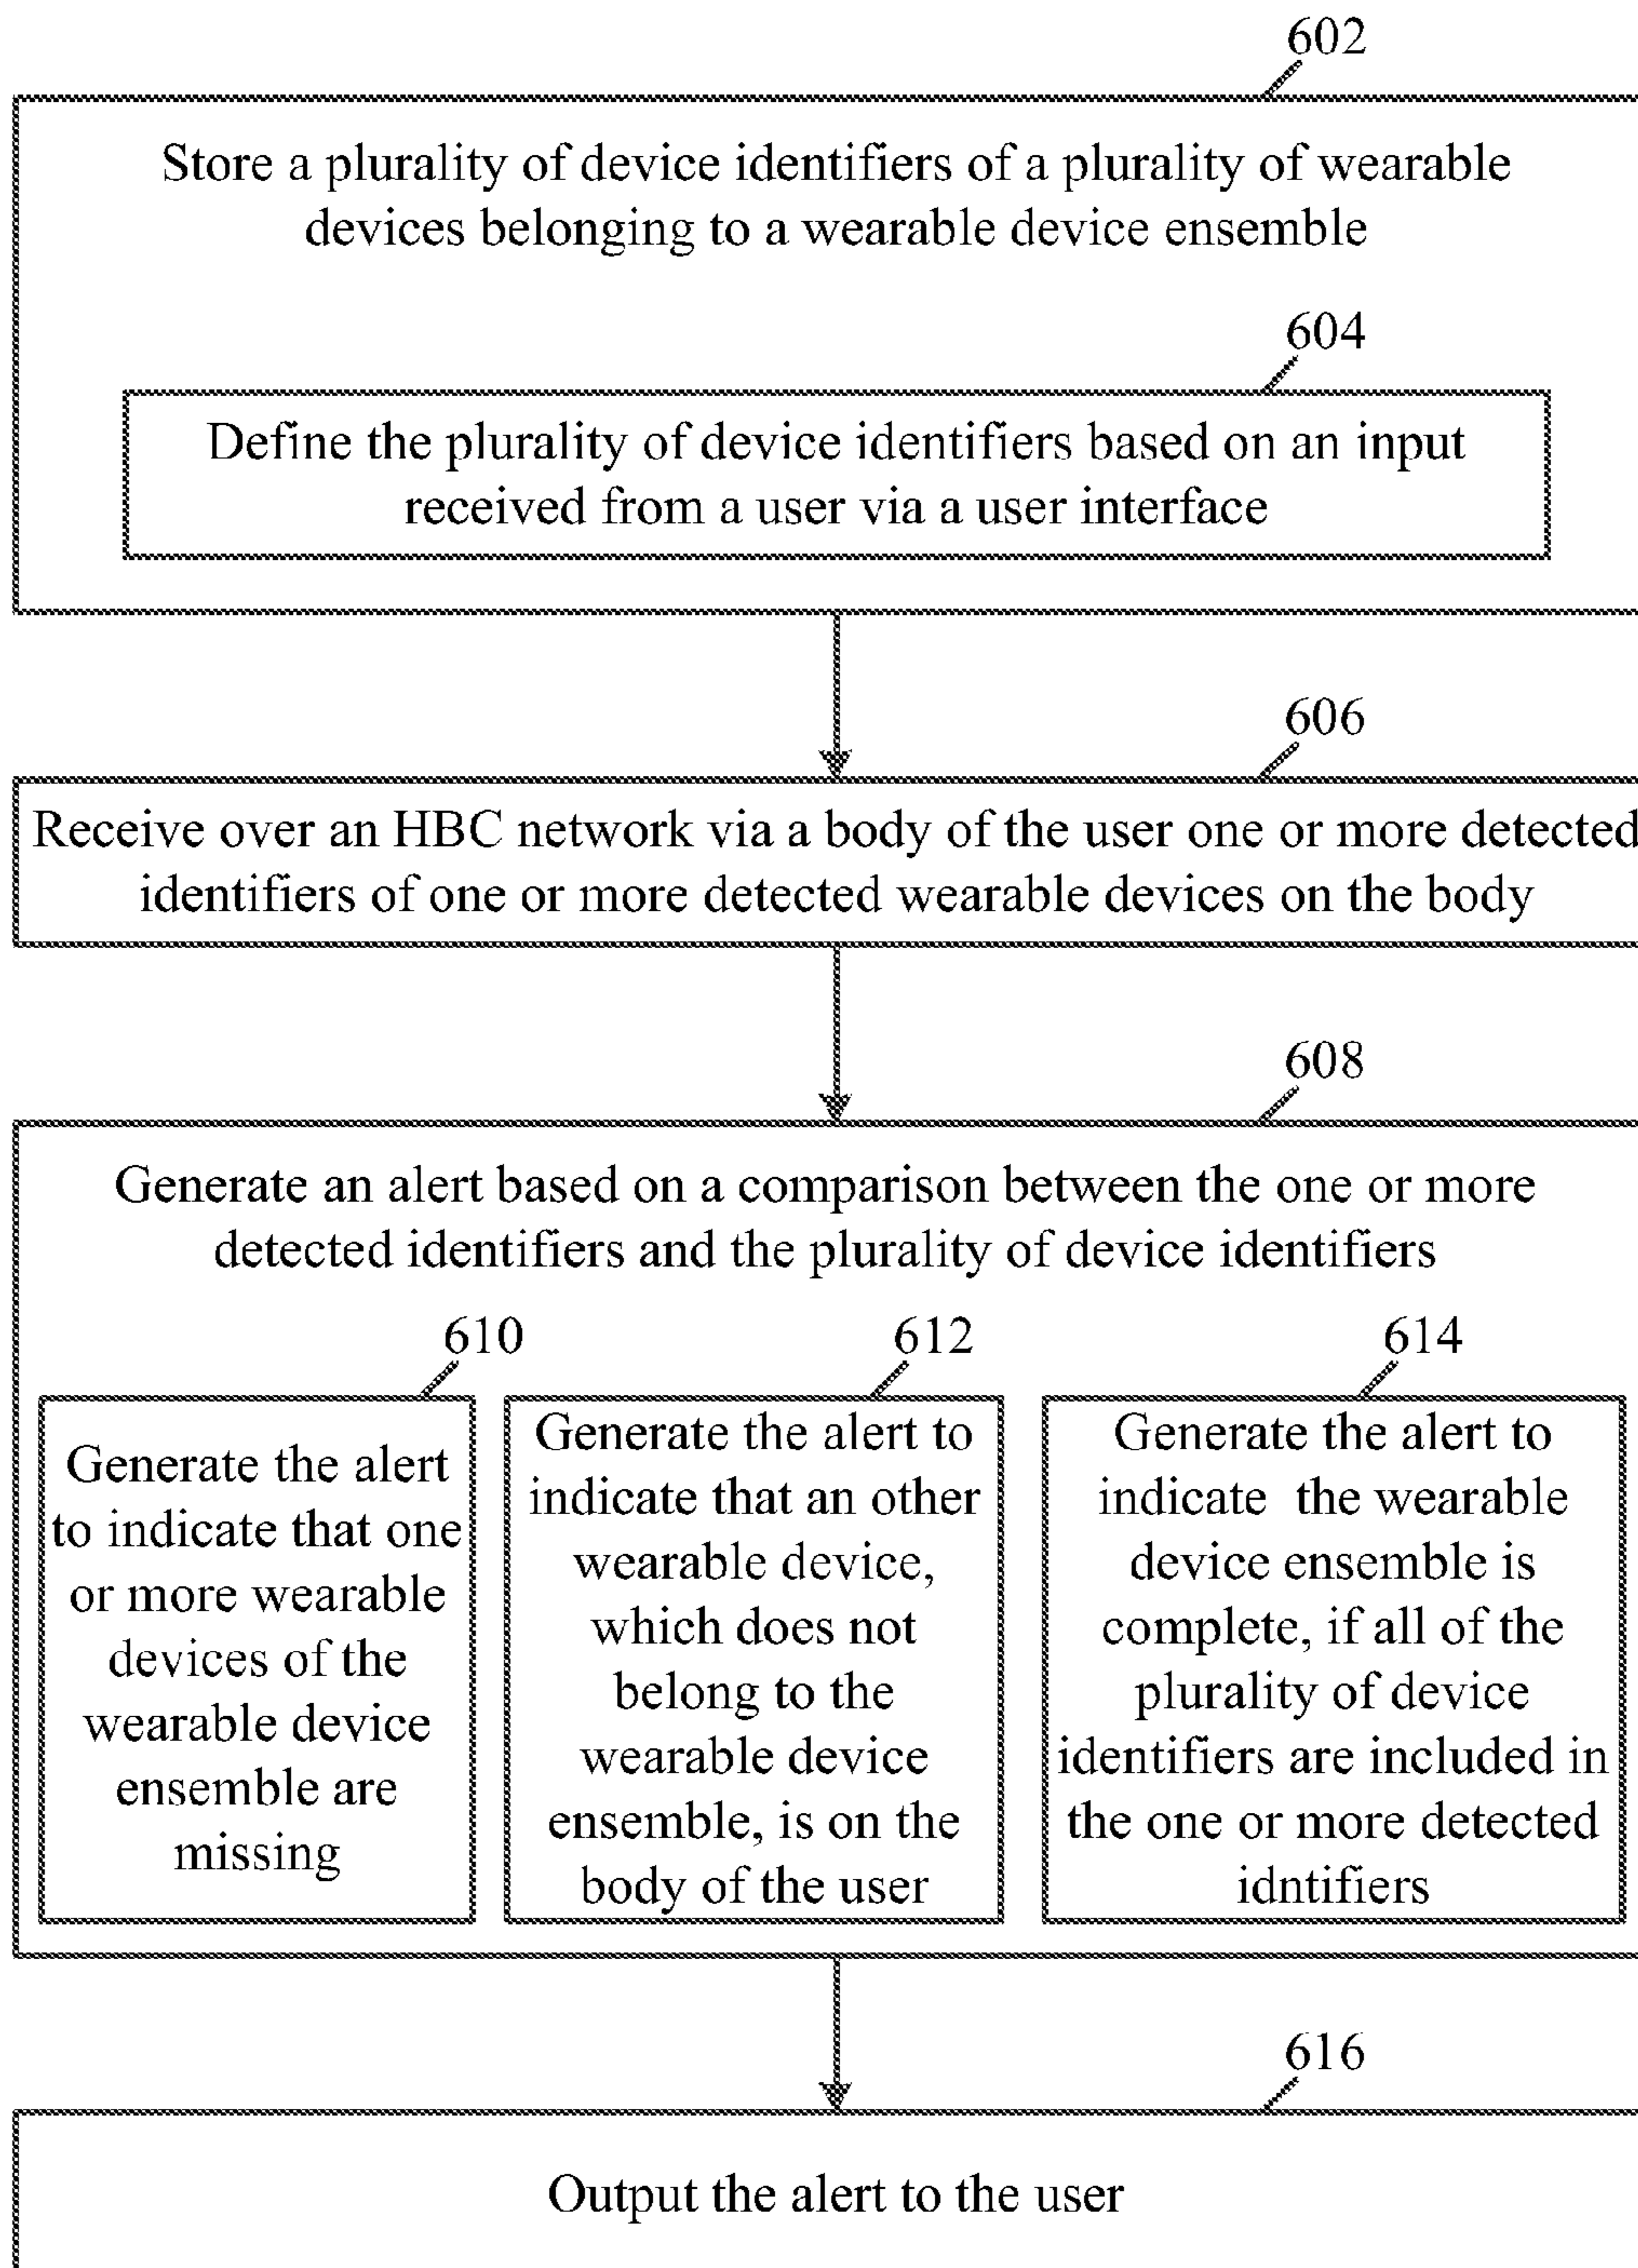 602
Store a plurality of device identifiers of a plurality of wearable
devices belonging to a wearable device ensemble
604
Define the plurality of device identifiers based on an input
received from a user via a user interface
606
Receive over an HBC network via a body of the user one or more detected
identifiers of one or more detected wearable devices on the body
608
Generate an alert based on a comparison between the one or more
detected identifiers and the plurality of device identifiers
610
Generate the alert
to indicate that one
or more wearable
devices of the
wearable device
ensemble are
missing
612
Generate the alert to
indicate that an other
wearable device,
which does not
belong to the
wearable device
ensemble, is on the
body of the user
614
Generate the alert to
indicate the wearable
device ensemble is
complete, if all of the
plurality of device
identifiers are included in
the one or more detected
idntifiers
616
Output the alert to the user